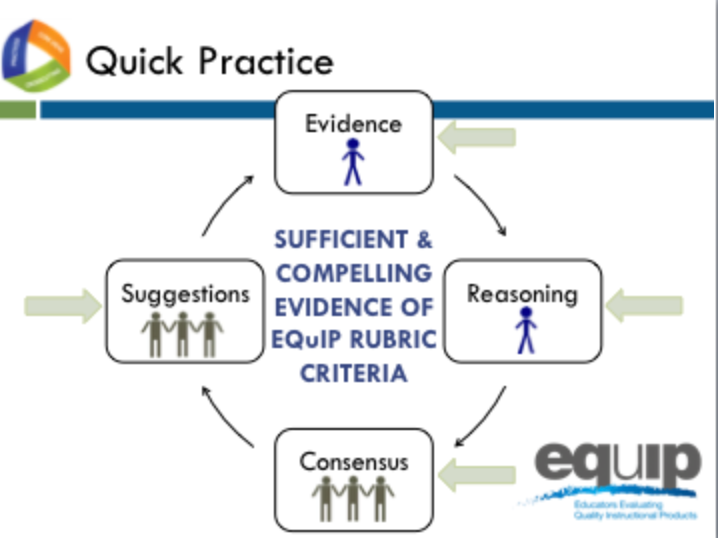 Quick Practice
Evidence
SUFFICIENT &
COMPELLING
EVIDENCE OF
EQuIP RUBRIC
CRITERIA
Suggestions
Reasoning
Consensus
equip
Educators Evaluating
Quality Instructional Products